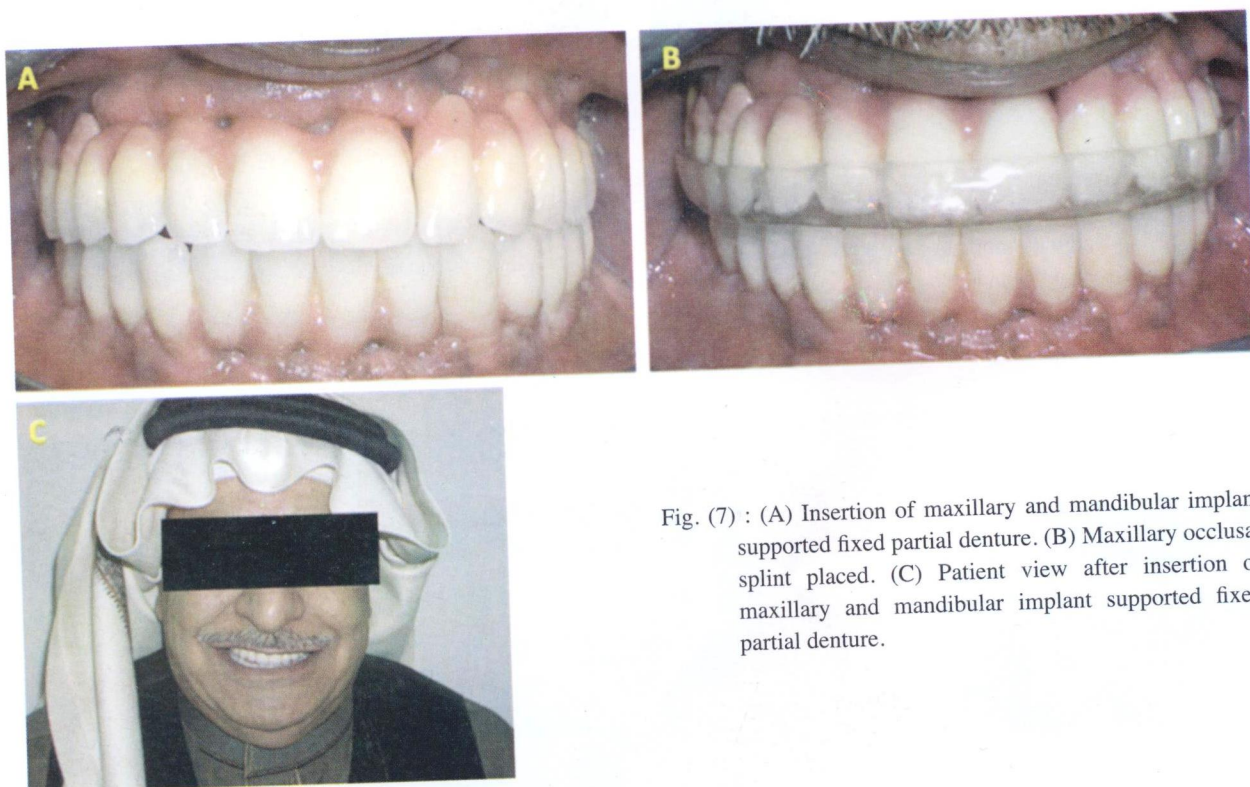 A
B
C
Fig. (7) : (A) Insertion of maxillary and mandibular implan
supported fixed partial denture. (B) Maxillary occlusa
splint placed. (C) Patient view after insertion o
maxillary and mandibular implant supported fixe
partial denture.